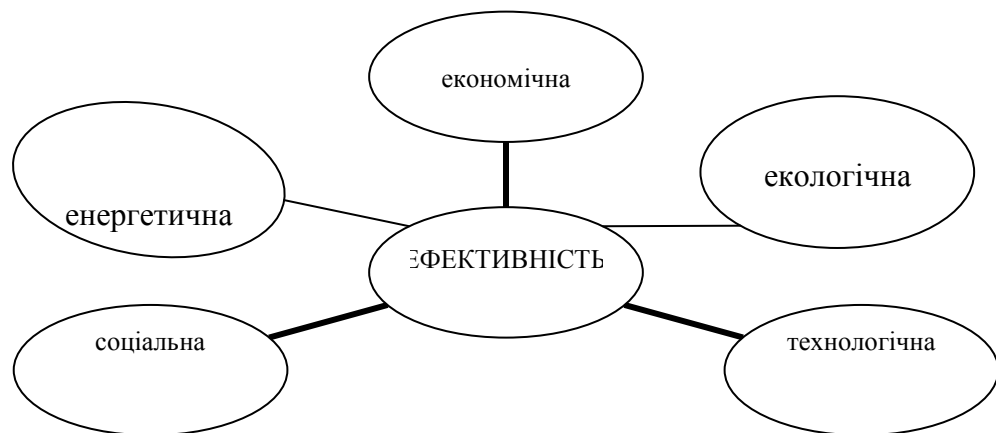 економічна
екологічна
енергетична
ЕФЕКТИВНІСТЬ
соціальна
технологічна